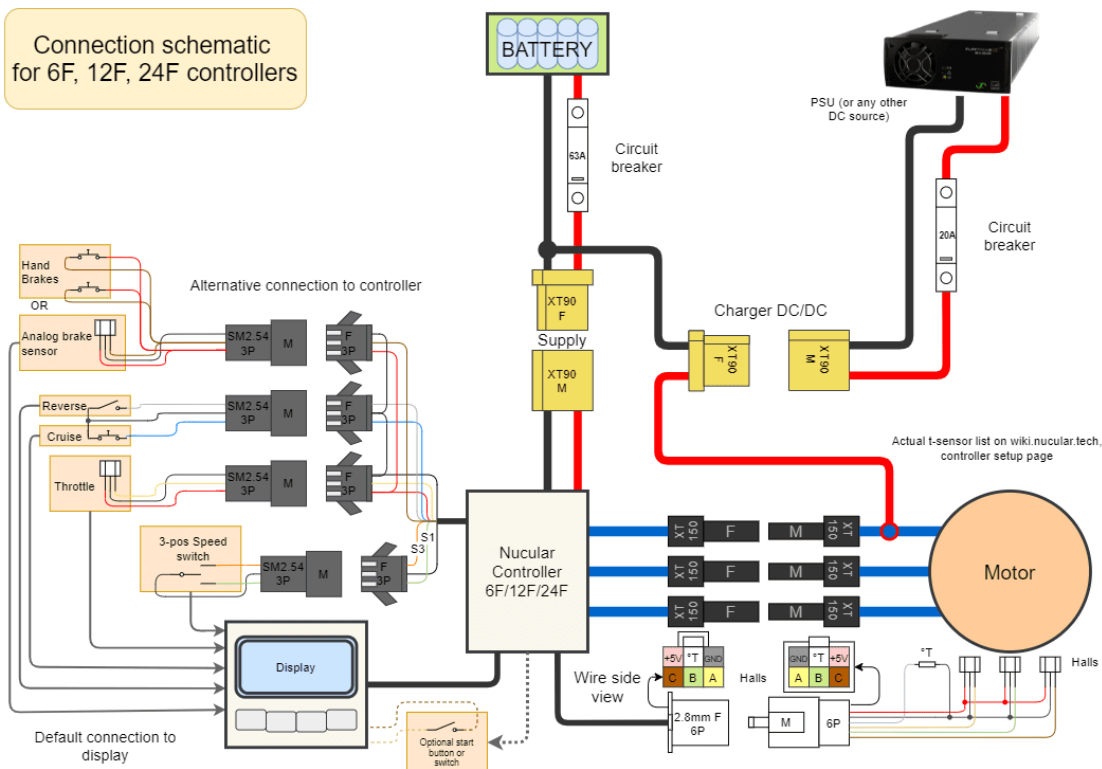 Connection schematic
for 6F, 12F, 24F controllers
BATTERY
63A
Circuit
breaker
PSU (or any other
DC source)
20A
Circuit
breaker
Hand
Brakes
OR
Analog brake
sensor
Alternative connection to controller
SM2.54
3P
M
F
3P
Reverse
Cruise
SM2.54
3P
M
F
3P
Throttle
SM2.54
3P
M
F
3P
S1
S3
3-pos Speed
switch
SM2.54
3P
M
F
3P
XT90
F
Supply
XT90
M
Charger DC/DC
XT90
F
XT90
M
Actual t-sensor list on wiki.nucular.tech,
controller setup page
Nucular
Controller
6F/12F/24F
XT
150
F
M
XT
150
XT
150
F
M
XT
150
XT
150
F
M
XT
150
Motor
Display
Default connection to
display
Optional start
button or
switch
Wire side
view
+5V °T GND
C B A
Halls
GND °T +5V
A B C
°T
Halls
2.8mm F
6P
M
6P